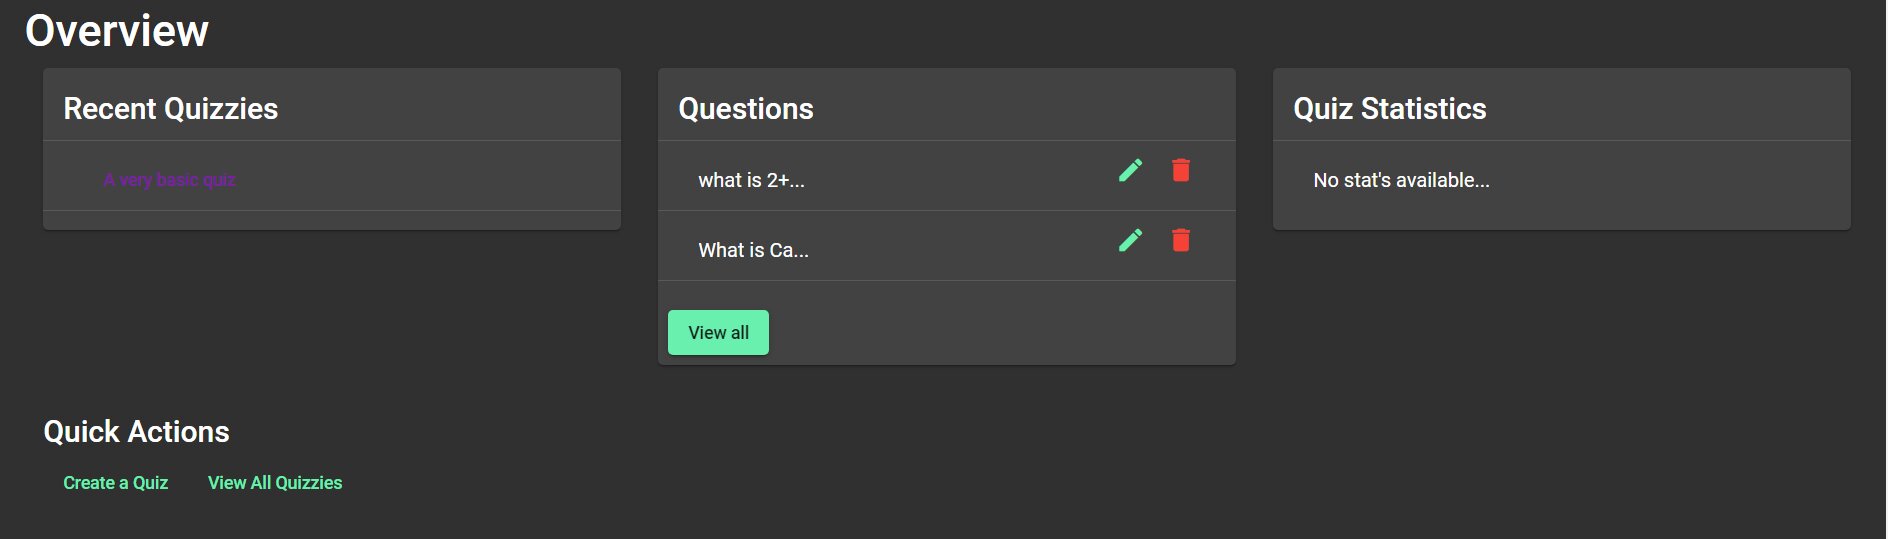 Overview
Recent Quizzies
A very basic quiz
Questions
what is 2+...
What is Ca...
View all
Quiz Statistics
No stat's available...
Quick Actions
Create a Quiz
View All Quizzies